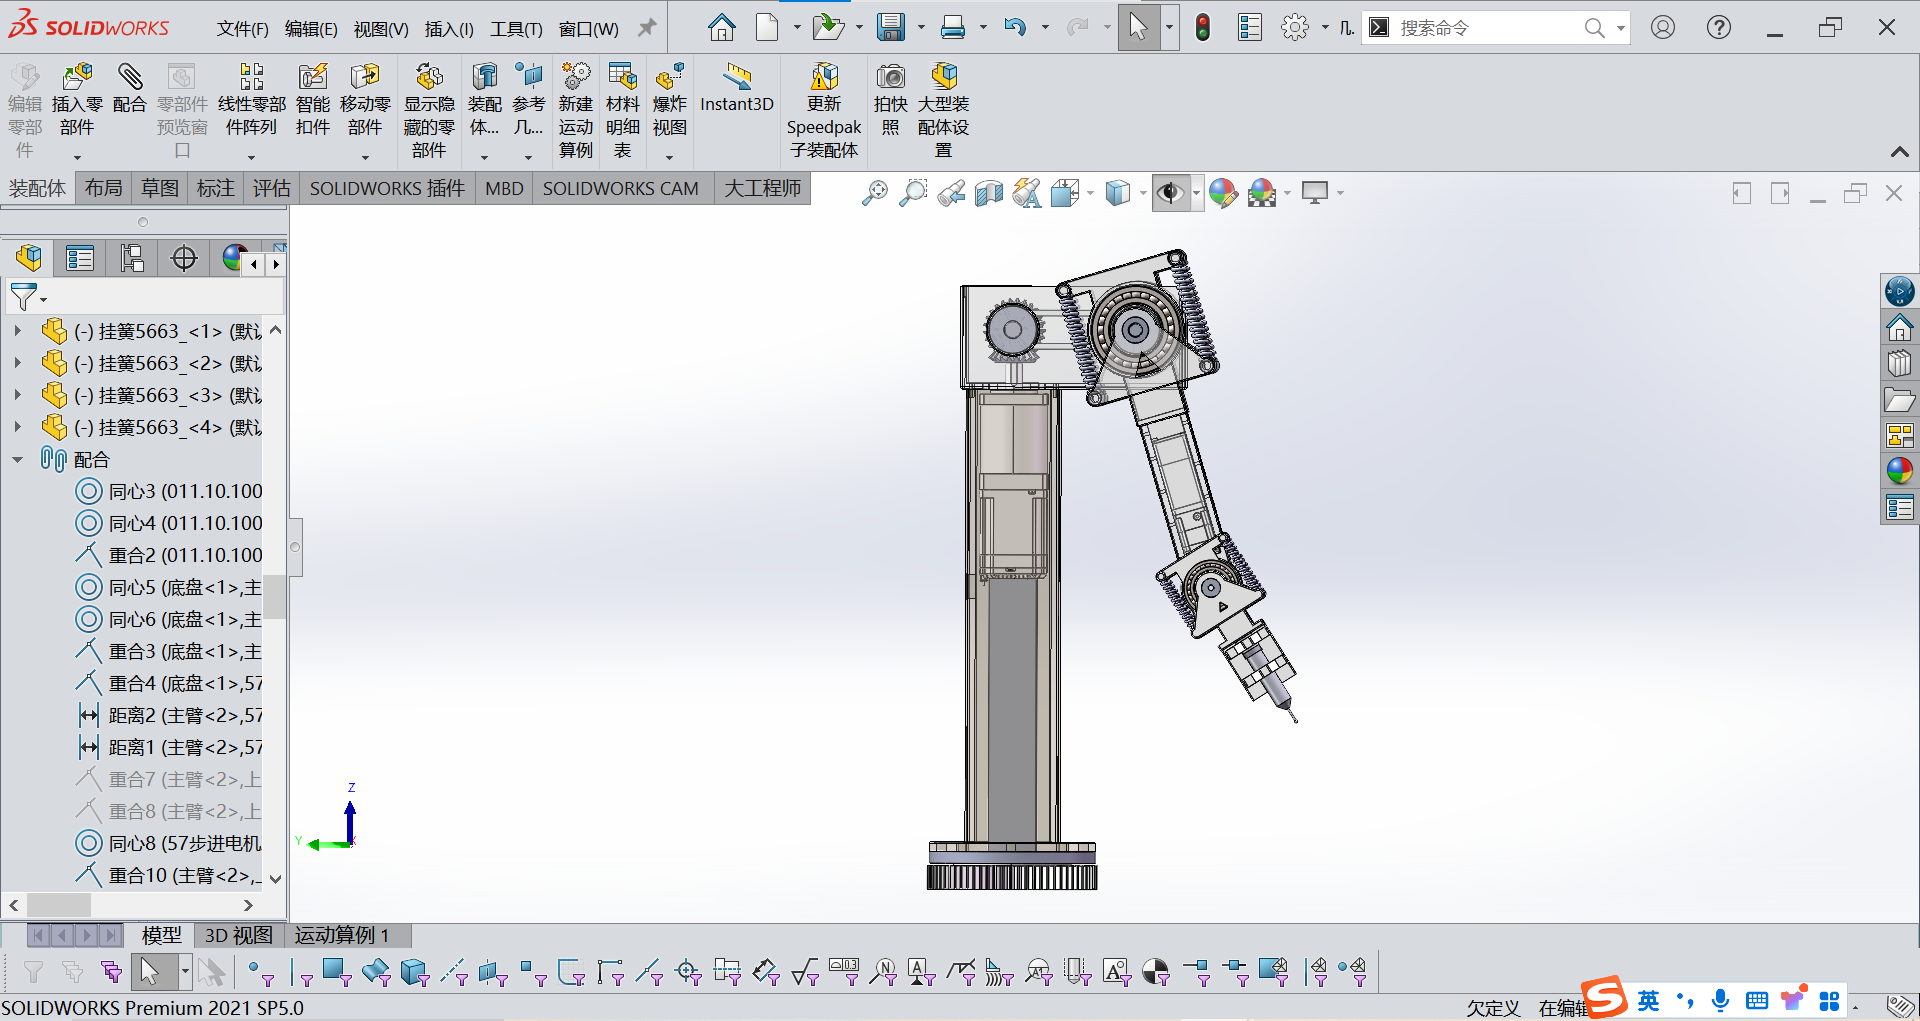 SOLIDWORKS 文件(F) 编辑(E) 视图(V) 插入(I) 工具(T) 窗口(W) 几. 搜索命令
编辑零部件 插入零部件 配合 零部件预览窗口 线性零部件阵列 智能扣件 移动零部件 显示隐藏的零部件 装配体... 参考几... 新建运动算例 材料明细表 爆炸视图 Instant3D 更新Speedpak子装配体 拍快照 大型装配体设置
装配体 布局 草图 标注 评估 SOLIDWORKS 插件 MBD SOLIDWORKS CAM 大工程师
(-) 挂簧5663_<1> (默认
(-) 挂簧5663_<2> (默认
(-) 挂簧5663_<3> (默认
(-) 挂簧5663_<4> (默认
配合
同心3 (011.10.100
同心4 (011.10.100
重合2 (011.10.100
同心5 (底盘<1>,主
同心6 (底盘<1>,主
重合3 (底盘<1>,主
重合4 (底盘<1>,57
距离2 (主臂<2>,57
距离1 (主臂<2>,57
重合7 (主臂<2>,上
重合8 (主臂<2>,上
同心8 (57步进电机
重合10 (主臂<2>,
Z
Y
模型 3D 视图 运动算例 1
SOLIDWORKS Premium 2021 SP5.0 欠定义 在编辑 英